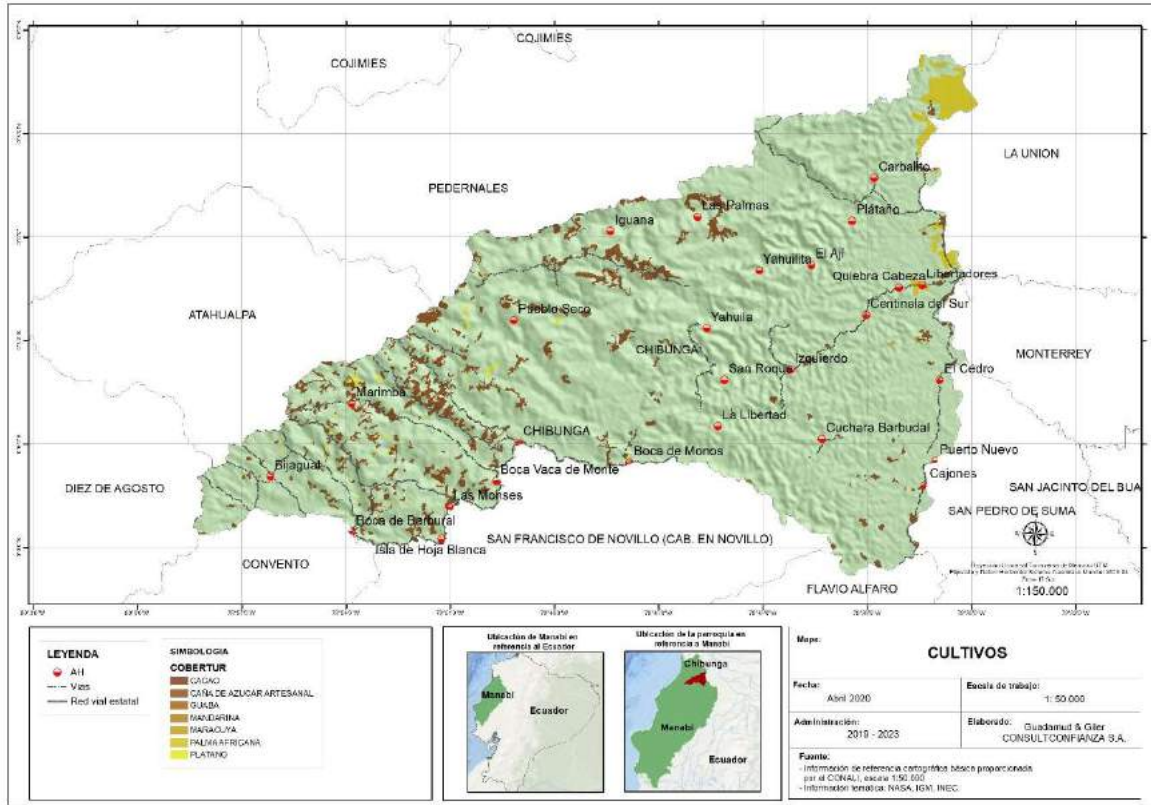 COJIMIES
COJIMIES
LA UNION
Carbalito
PEDERNALES
Las Palmas
Plátano
Iguana
El Ají
Yahuilita
Quiebra Cabeza
Libertadores
Centinela del Sur
Pueblo Seco
ATAHUALPA
Yahuila
CHIBUNGA
MONTERREY
Izquierdo
San Roque
El Cedro
Marimba
La Libertad
CHIBUNGA
Cuchara Barbudal
Boca de Monos
Puerto Nuevo
Bijagual
Boca Vaca de Monte
Cajones
DIEZ DE AGOSTO
SAN JACINTO DEL BUA
Las Monses
SAN PEDRO DE SUMA
Boca de Barbural
SAN FRANCISCO DE NOVILLO (CAB. EN NOVILLO)
Isla de Hoja Blanca
CONVENTO
FLAVIO ALFARO
1:150.000
LEYENDA
AH
Vias
Red vial estatal
SIMBOLOGIA
COBERTUR
CACAO
CAÑA DE AZUCAR ARTESANAL
GUABA
MANDARINA
MARACUYA
PALMA AFRICANA
PLATANO
Ubicación de Manabí en
referencia al Ecuador
Manabí
Ecuador
Ubicación de la parroquia en
referencia a Manabí
Chibunga
Manabí
Ecuador
Mapa:
CULTIVOS
Fecha:
Abril 2020
Escala de trabajo:
1: 50 000
Administración:
2019 - 2023
Elaborado:
Guadamud & Giler
CONSULTCONFIANZA S.A.
Fuente:
- Información de referencia cartográfica básica proporcionada
por el CONALI, escala 1:50 000
- Información temática: NASA, IGM, INEC.